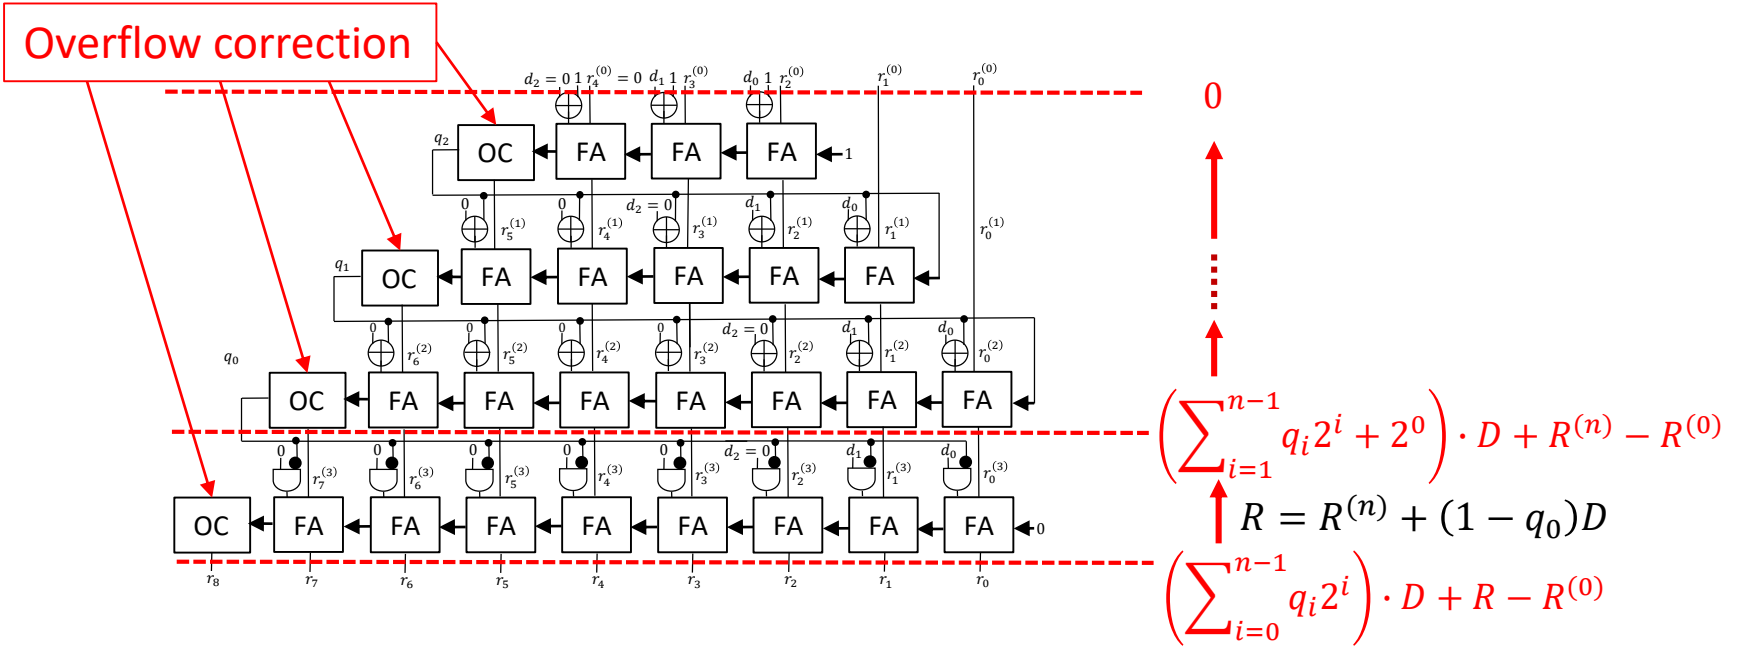 Overflow correction
d₂ = 0 1 r₄⁽⁰⁾ = 0 d₁ 1 r₃⁽⁰⁾ d₀ 1 r₂⁽⁰⁾ r₁⁽⁰⁾ r₀⁽⁰⁾
0
q₂ OC FA FA FA 1
0 0 d₂ = 0 d₁ d₀
r₅⁽¹⁾ r₄⁽¹⁾ r₃⁽¹⁾ r₂⁽¹⁾ r₁⁽¹⁾ r₀⁽¹⁾
q₁ OC FA FA FA FA FA
0 0 0 0 d₂ = 0 d₁ d₀
r₆⁽²⁾ r₅⁽²⁾ r₄⁽²⁾ r₃⁽²⁾ r₂⁽²⁾ r₁⁽²⁾ r₀⁽²⁾
q₀ OC FA FA FA FA FA FA FA
(∑ᵢ₌₁ⁿ⁻¹ qᵢ2ⁱ + 2⁰) · D + R⁽ⁿ⁾ − R⁽⁰⁾
0 0 0 0 0 d₂ = 0 d₁ d₀
r₇⁽³⁾ r₆⁽³⁾ r₅⁽³⁾ r₄⁽³⁾ r₃⁽³⁾ r₂⁽³⁾ r₁⁽³⁾ r₀⁽³⁾
OC FA FA FA FA FA FA FA FA 0
R = R⁽ⁿ⁾ + (1 − q₀)D
r₈ r₇ r₆ r₅ r₄ r₃ r₂ r₁ r₀
(∑ᵢ₌₀ⁿ⁻¹ qᵢ2ⁱ) · D + R − R⁽⁰⁾